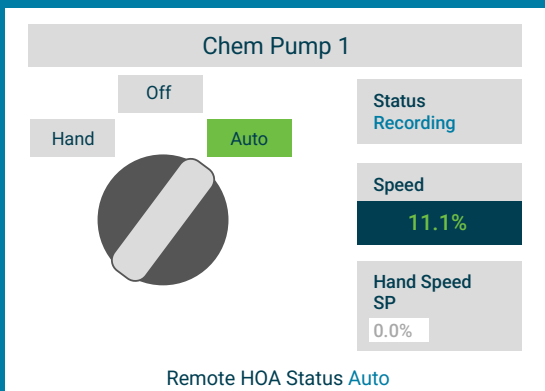 Chem Pump 1
Off
Hand
Auto
Status
Recording
Speed
11.1%
Hand Speed
SP
0.0%
Remote HOA Status Auto